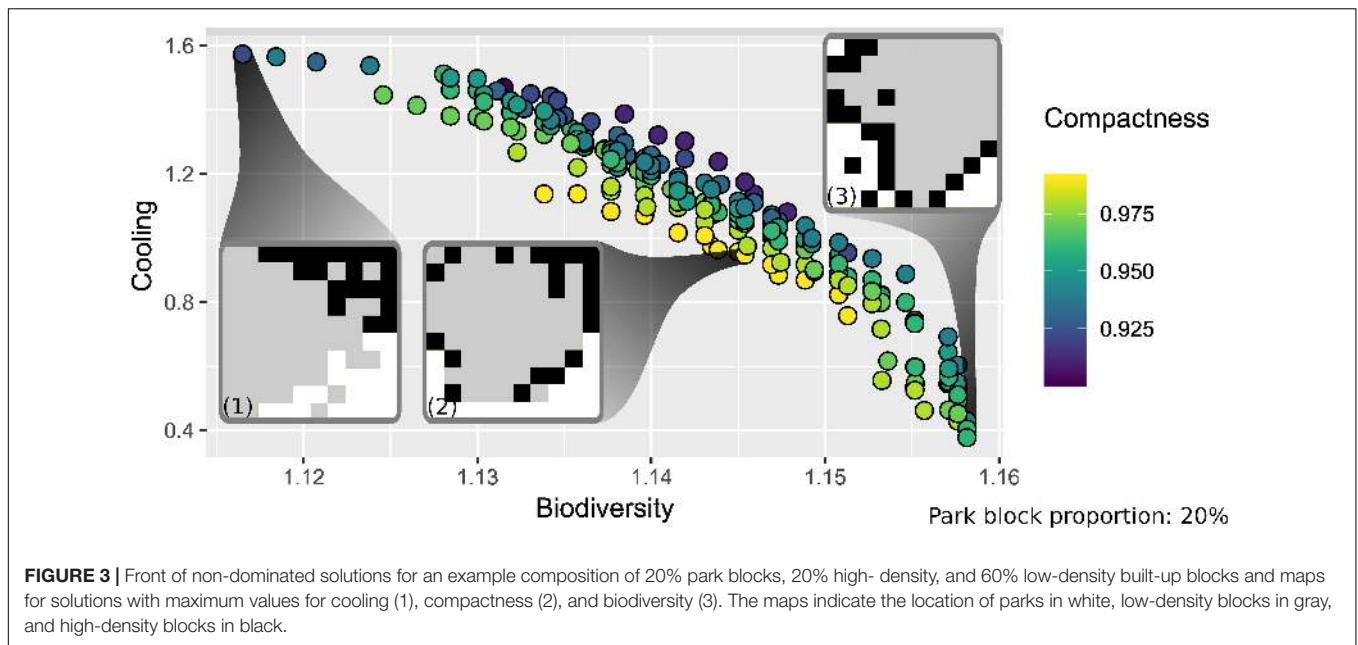 1.6
1.2
0.8
0.4
Cooling
(1)
(2)
(3)
1.12
1.13
1.14
1.15
1.16
Biodiversity
Compactness
0.975
0.950
0.925
Park block proportion: 20%
FIGURE 3 | Front of non-dominated solutions for an example composition of 20% park blocks, 20% high- density, and 60% low-density built-up blocks and maps
for solutions with maximum values for cooling (1), compactness (2), and biodiversity (3). The maps indicate the location of parks in white, low-density blocks in gray,
and high-density blocks in black.